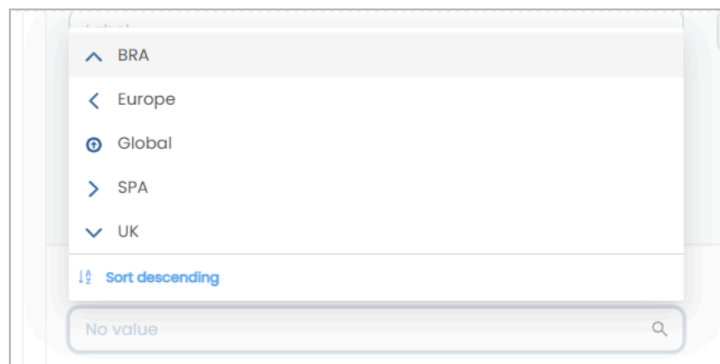 BRA
Europe
Global
SPA
UK
Sort descending
No value